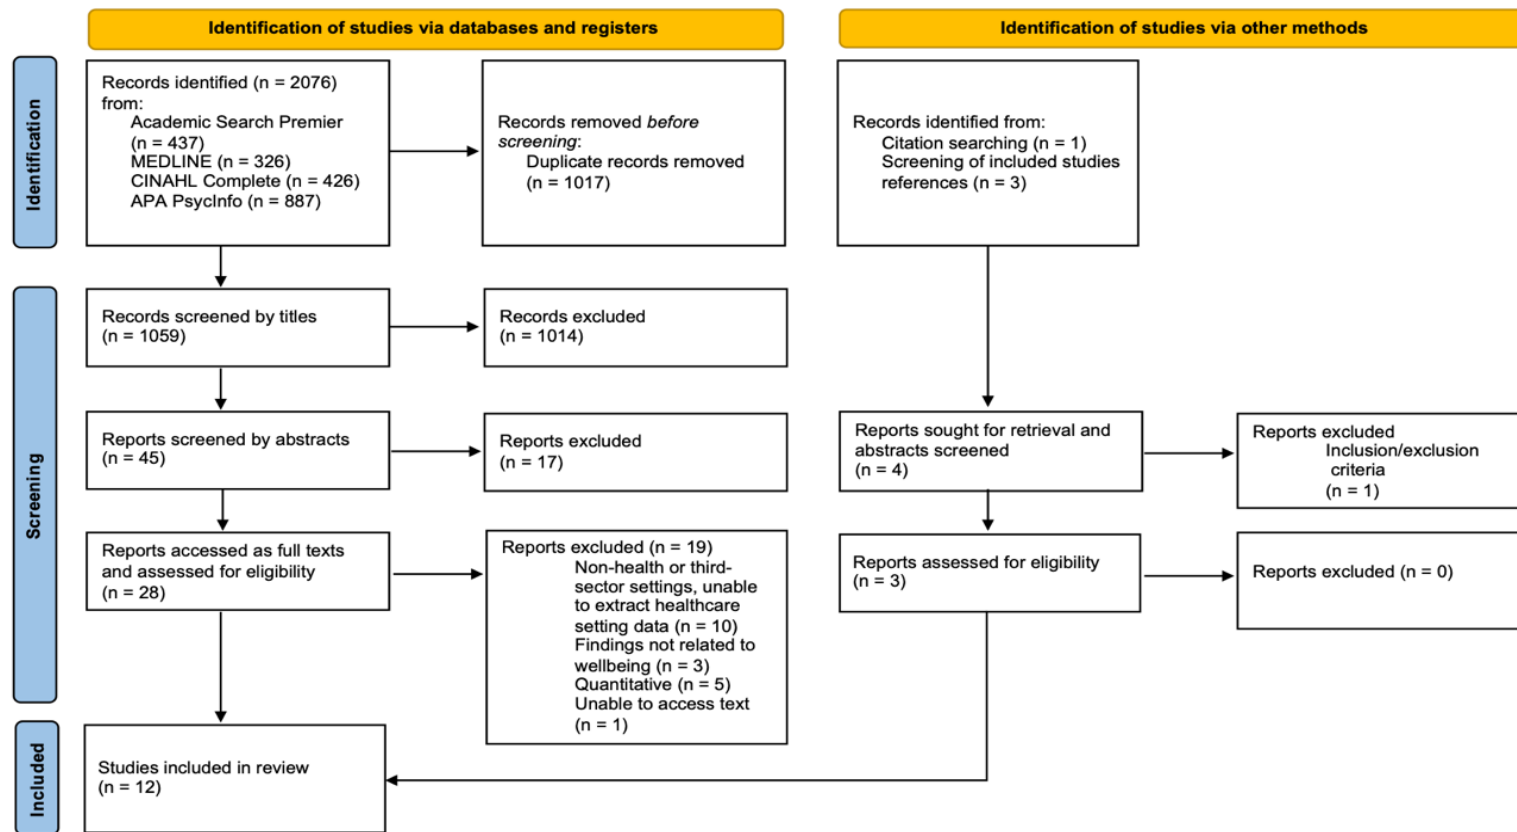 Identification of studies via databases and registers
Identification of studies via other methods
Identification
Records identified (n = 2076)
from:
Academic Search Premier
(n = 437)
MEDLINE (n = 326)
CINAHL Complete (n = 426)
APA PsycInfo (n = 887)
Records removed before
screening:
Duplicate records removed
(n = 1017)
Records identified from:
Citation searching (n = 1)
Screening of included studies
references (n = 3)
Screening
Records screened by titles
(n = 1059)
Records excluded
(n = 1014)
Reports screened by abstracts
(n = 45)
Reports excluded
(n = 17)
Reports sought for retrieval and
abstracts screened
(n = 4)
Reports excluded
Inclusion/exclusion
criteria
(n = 1)
Reports accessed as full texts
and assessed for eligibility
(n = 28)
Reports excluded (n = 19)
Non-health or third-
sector settings, unable
to extract healthcare
setting data (n = 10)
Findings not related to
wellbeing (n = 3)
Quantitative (n = 5)
Unable to access text
(n = 1)
Reports assessed for eligibility
(n = 3)
Reports excluded (n = 0)
Included
Studies included in review
(n = 12)